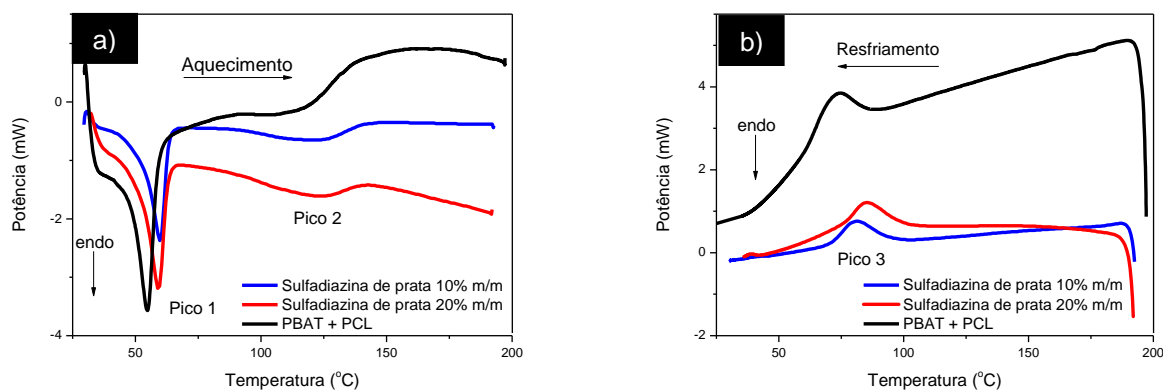 a)
Aquecimento
Potência (mW)
0
-2
-4
endo
Pico 1
Pico 2
Sulfadiazina de prata 10% m/m
Sulfadiazina de prata 20% m/m
PBAT + PCL
50
100
150
200
Temperatura (°C)
b)
Resfriamento
Potência (mW)
4
2
0
-2
endo
Pico 3
Sulfadiazina de prata 10% m/m
Sulfadiazina de prata 20% m/m
PBAT + PCL
50
100
150
200
Temperatura (°C)